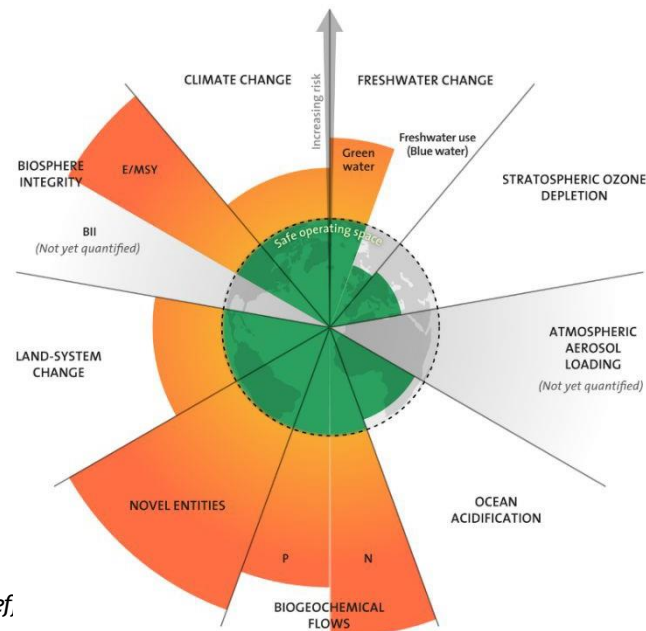 CLIMATE CHANGE
FRESHWATER CHANGE
Increasing risk
Freshwater use
(Blue water)
Green
water
E/MSY
BIOSPHERE
INTEGRITY
STRATOSPHERIC OZONE
DEPLETION
BII
(Not yet quantified)
Safe operating space
ATMOSPHERIC
AEROSOL
LOADING
(Not yet quantified)
LAND-SYSTEM
CHANGE
NOVEL ENTITIES
OCEAN
ACIDIFICATION
P
N
BIOGEOCHEMICAL
FLOWS